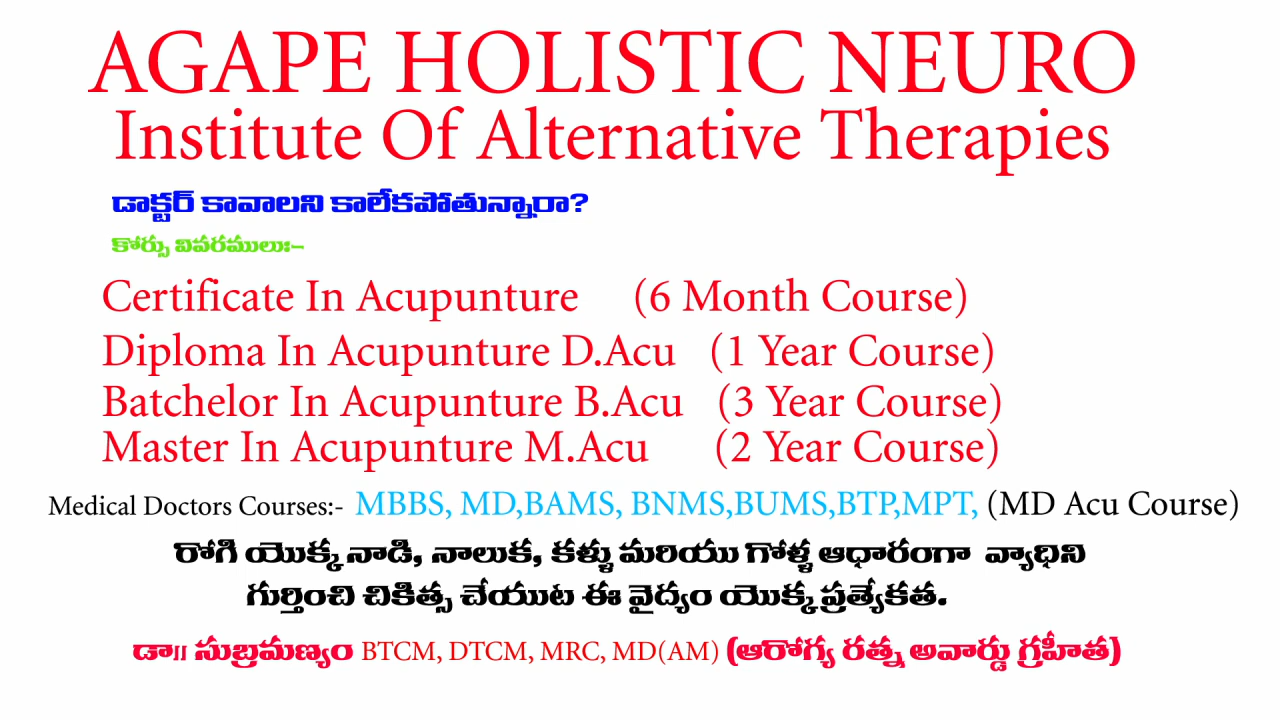 AGAPE HOLISTIC NEURO
Institute Of Alternative Therapies
డాక్టర్ కావాలని కాలేకపోతున్నారా?
కోర్సు వివరములుః-
Certificate In Acupunture (6 Month Course)
Diploma In Acupunture D.Acu (1 Year Course)
Batchelor In Acupunture B.Acu (3 Year Course)
Master In Acupunture M.Acu (2 Year Course)
Medical Doctors Courses:- MBBS, MD,BAMS, BNMS,BUMS,BTP,MPT, (MD Acu Course)
రోగి యొక్క నాడి, నాలుక, కళ్ళు మరియు గోళ్ళ ఆధారంగా వ్యాధిని
గుర్తించి చికిత్స చేయుట ఈ వైద్యం యొక్క ప్రత్యేకత.
డా॥ సుబ్రమణ్యం BTCM, DTCM, MRC, MD(AM) (ఆరోగ్య రత్న అవార్డు గ్రహీత)